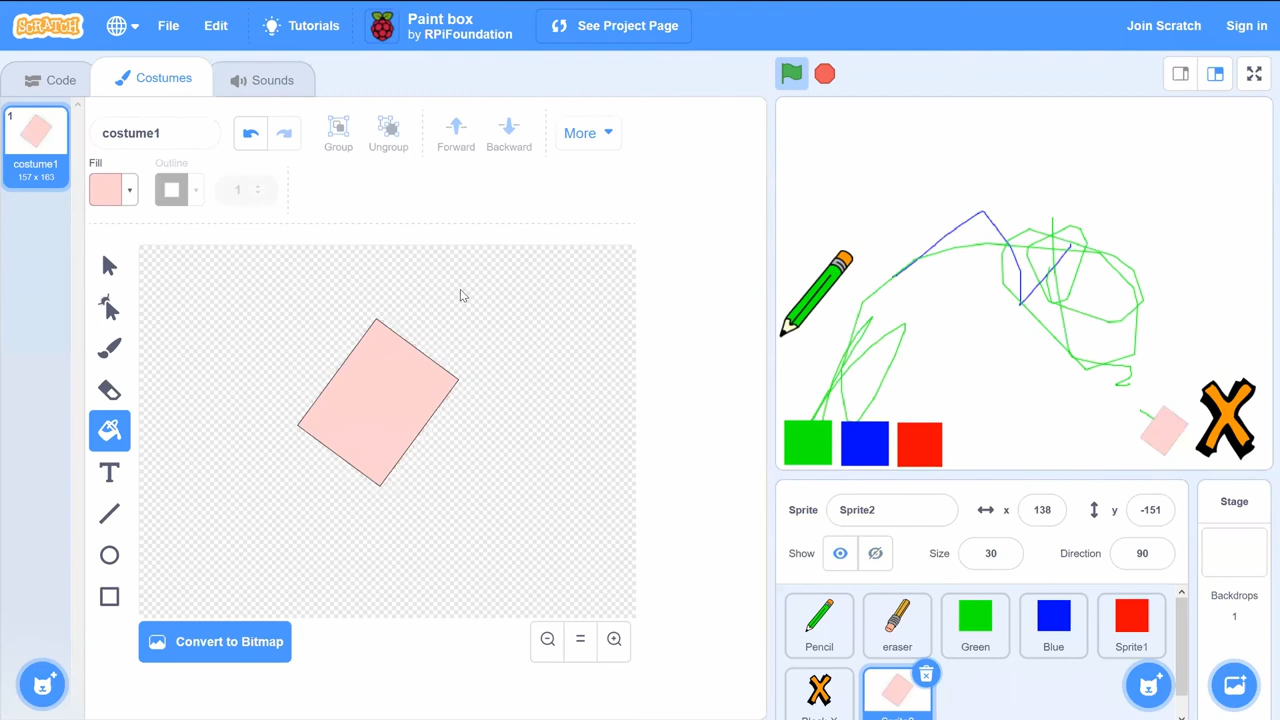 SCRATCH
File
Edit
Tutorials
Paint box
by RPiFoundation
See Project Page
Join Scratch
Sign in
Code
Costumes
Sounds
1
costume1
157 x 163
costume1
Group
Ungroup
Forward
Backward
More
Fill
Outline
1
T
Convert to Bitmap
X
Sprite
Sprite2
x
138
y
-151
Show
Size
30
Direction
90
Stage
Backdrops
1
Pencil
eraser
Green
Blue
Sprite1
X